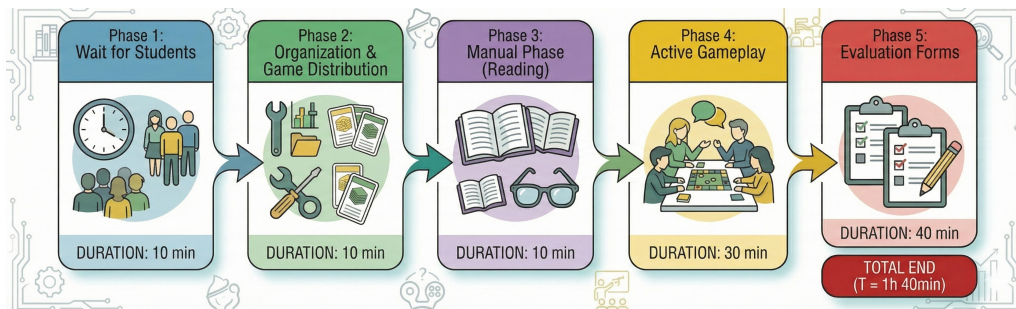 Phase 1:
Wait for Students
DURATION: 10 min
Phase 2:
Organization &
Game Distribution
DURATION: 10 min
Phase 3:
Manual Phase
(Reading)
DURATION: 10 min
Phase 4:
Active Gameplay
DURATION: 30 min
Phase 5:
Evaluation Forms
DURATION: 40 min
TOTAL END
(T = 1h 40min)